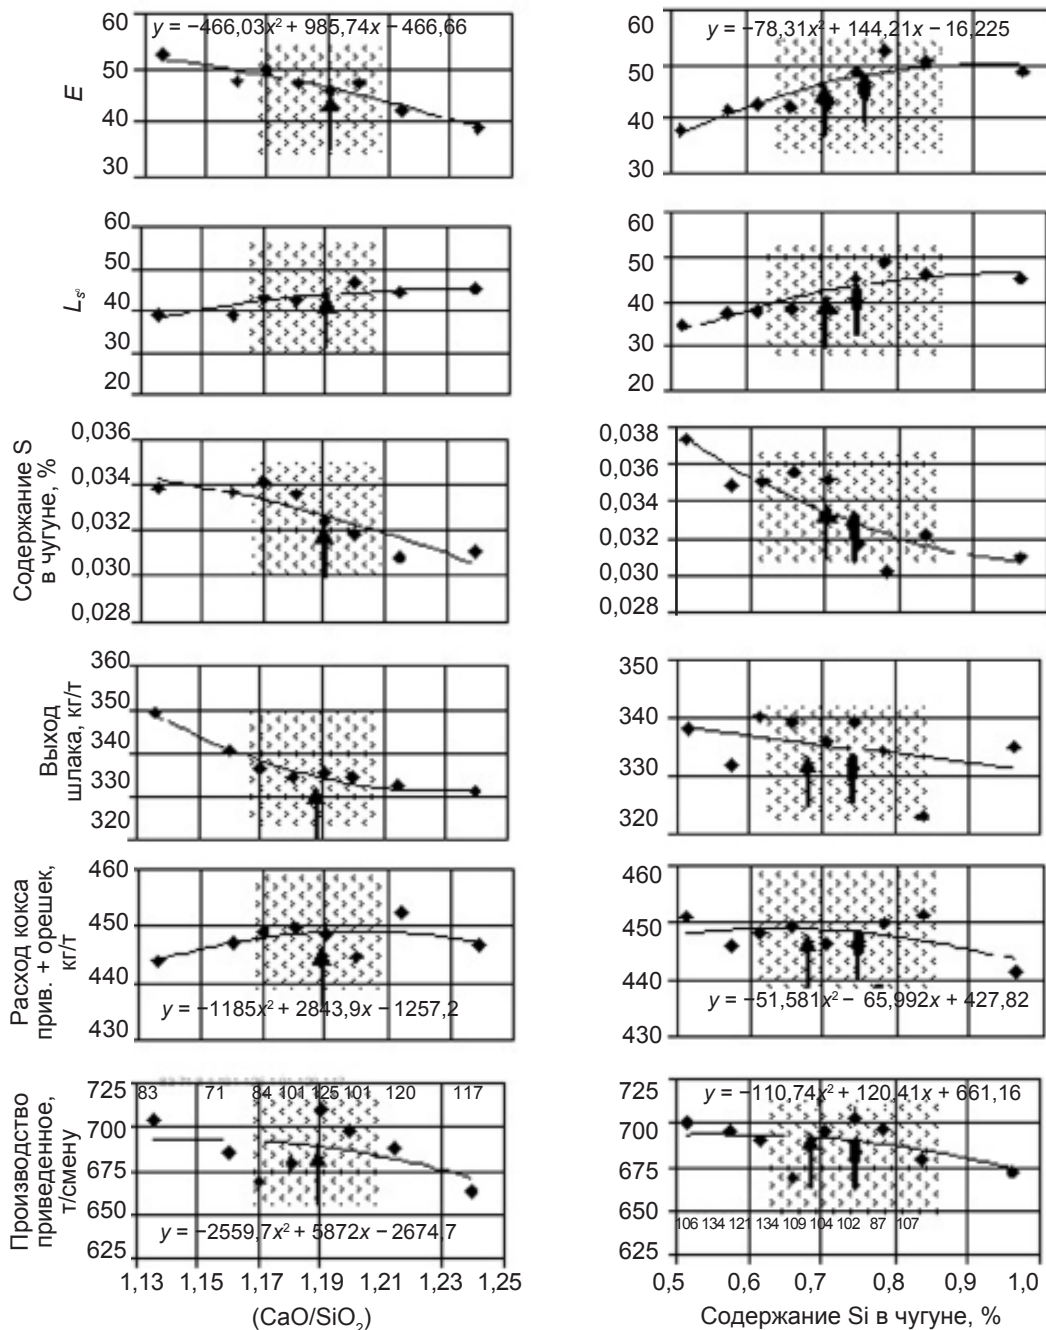 y = −466,03x² + 985,74x − 466,66
60
50
40
30
E
y = −78,31x² + 144,21x − 16,225
60
50
40
30
60
50
40
30
20
Ls°
60
50
40
30
20
0,036
0,034
0,032
0,030
0,028
Содержание S
в чугуне, %
0,038
0,036
0,034
0,032
0,030
0,028
360
350
340
330
320
Выход
шлака, кг/т
350
340
330
320
460
450
440
430
Расход кокса
прив. + орешек,
кг/т
y = −1185x² + 2843,9x − 1257,2
460
450
440
430
y = −51,581x² − 65,992x + 427,82
725
700
675
650
625
Производство
приведенное,
т/смену
83 71 84 101 125 101 120 117
y = −2559,7x² + 5872x − 2674,7
1,13 1,15 1,17 1,19 1,21 1,23 1,25
(CaO/SiO₂)
725
700
675
650
625
y = −110,74x² + 120,41x + 661,16
106 134 121 134 109 104 102 87 107
0,5 0,6 0,7 0,8 0,9 1,0
Содержание Si в чугуне, %